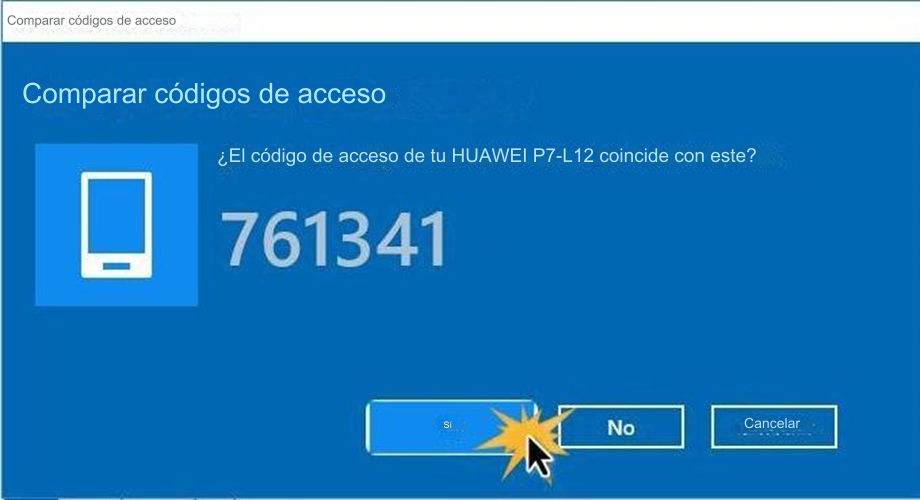 Comparar códigos de acceso
Comparar códigos de acceso
¿El código de acceso de tu HUAWEI P7-L12 coincide con este?
761341
Si
No
Cancelar